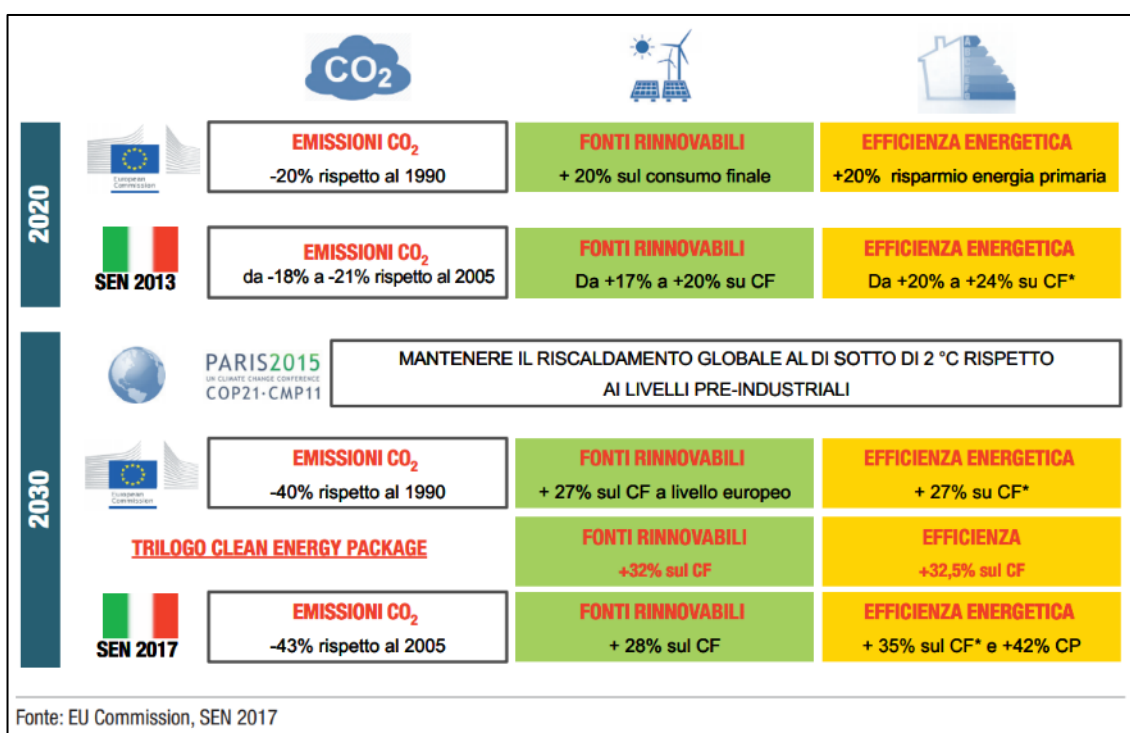 CO2
2020
European
Commission
EMISSIONI CO2
-20% rispetto al 1990
FONTI RINNOVABILI
+ 20% sul consumo finale
EFFICIENZA ENERGETICA
+20% risparmio energia primaria
SEN 2013
EMISSIONI CO2
da -18% a -21% rispetto al 2005
FONTI RINNOVABILI
Da +17% a +20% su CF
EFFICIENZA ENERGETICA
Da +20% a +24% su CF*
2030
PARIS2015
UN CLIMATE CHANGE CONFERENCE
COP21·CMP11
MANTENERE IL RISCALDAMENTO GLOBALE AL DI SOTTO DI 2 °C RISPETTO
AI LIVELLI PRE-INDUSTRIALI
European
Commission
EMISSIONI CO2
-40% rispetto al 1990
FONTI RINNOVABILI
+ 27% sul CF a livello europeo
EFFICIENZA ENERGETICA
+ 27% su CF*
TRILOGO CLEAN ENERGY PACKAGE
FONTI RINNOVABILI
+32% sul CF
EFFICIENZA
+32,5% sul CF
SEN 2017
EMISSIONI CO2
-43% rispetto al 2005
FONTI RINNOVABILI
+ 28% sul CF
EFFICIENZA ENERGETICA
+ 35% sul CF* e +42% CP
Fonte: EU Commission, SEN 2017